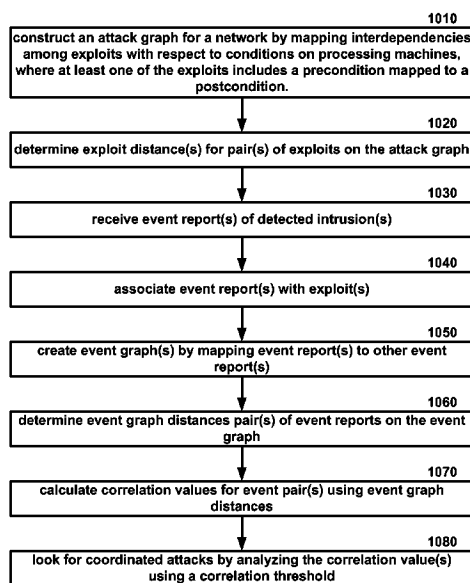 1010
construct an attack graph for a network by mapping interdependencies
among exploits with respect to conditions on processing machines,
where at least one of the exploits includes a precondition mapped to a
postcondition.
1020
determine exploit distance(s) for pair(s) of exploits on the attack graph
1030
receive event report(s) of detected intrusion(s)
1040
associate event report(s) with exploit(s)
1050
create event graph(s) by mapping event report(s) to other event
report(s)
1060
determine event graph distances pair(s) of event reports on the event
graph
1070
calculate correlation values for event pair(s) using event graph
distances
1080
look for coordinated attacks by analyzing the correlation value(s)
using a correlation threshold